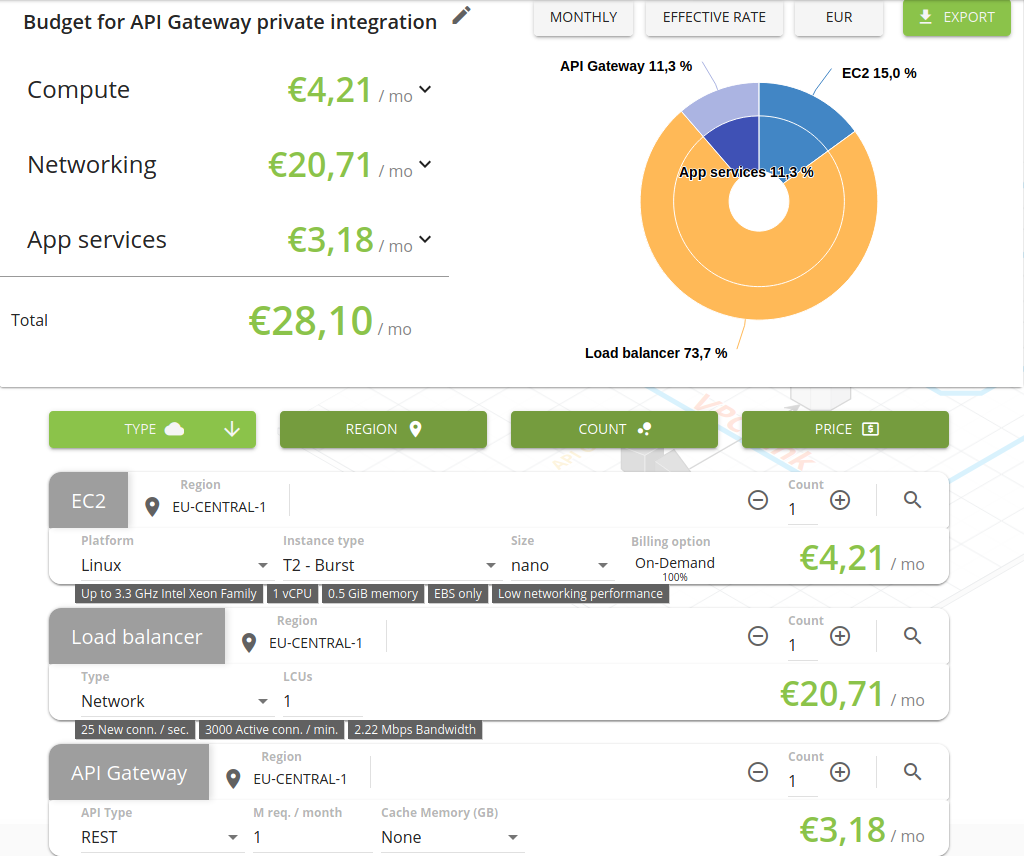 Budget for API Gateway private integration
MONTHLY
EFFECTIVE RATE
EUR
EXPORT
Compute €4,21 / mo
Networking €20,71 / mo
App services €3,18 / mo
Total €28,10 / mo
API Gateway 11,3 %
EC2 15,0 %
App services 11,3 %
Load balancer 73,7 %
TYPE
REGION
COUNT
PRICE
EC2
Region
EU-CENTRAL-1
Count
1
Platform
Linux
Instance type
T2 - Burst
Size
nano
Billing option
On-Demand
100%
€4,21 / mo
Up to 3.3 GHz Intel Xeon Family
1 vCPU
0.5 GiB memory
EBS only
Low networking performance
Load balancer
Region
EU-CENTRAL-1
Count
1
Type
Network
LCUs
1
€20,71 / mo
25 New conn. / sec.
3000 Active conn. / min.
2.22 Mbps Bandwidth
API Gateway
Region
EU-CENTRAL-1
Count
1
API Type
REST
M req. / month
1
Cache Memory (GB)
None
€3,18 / mo